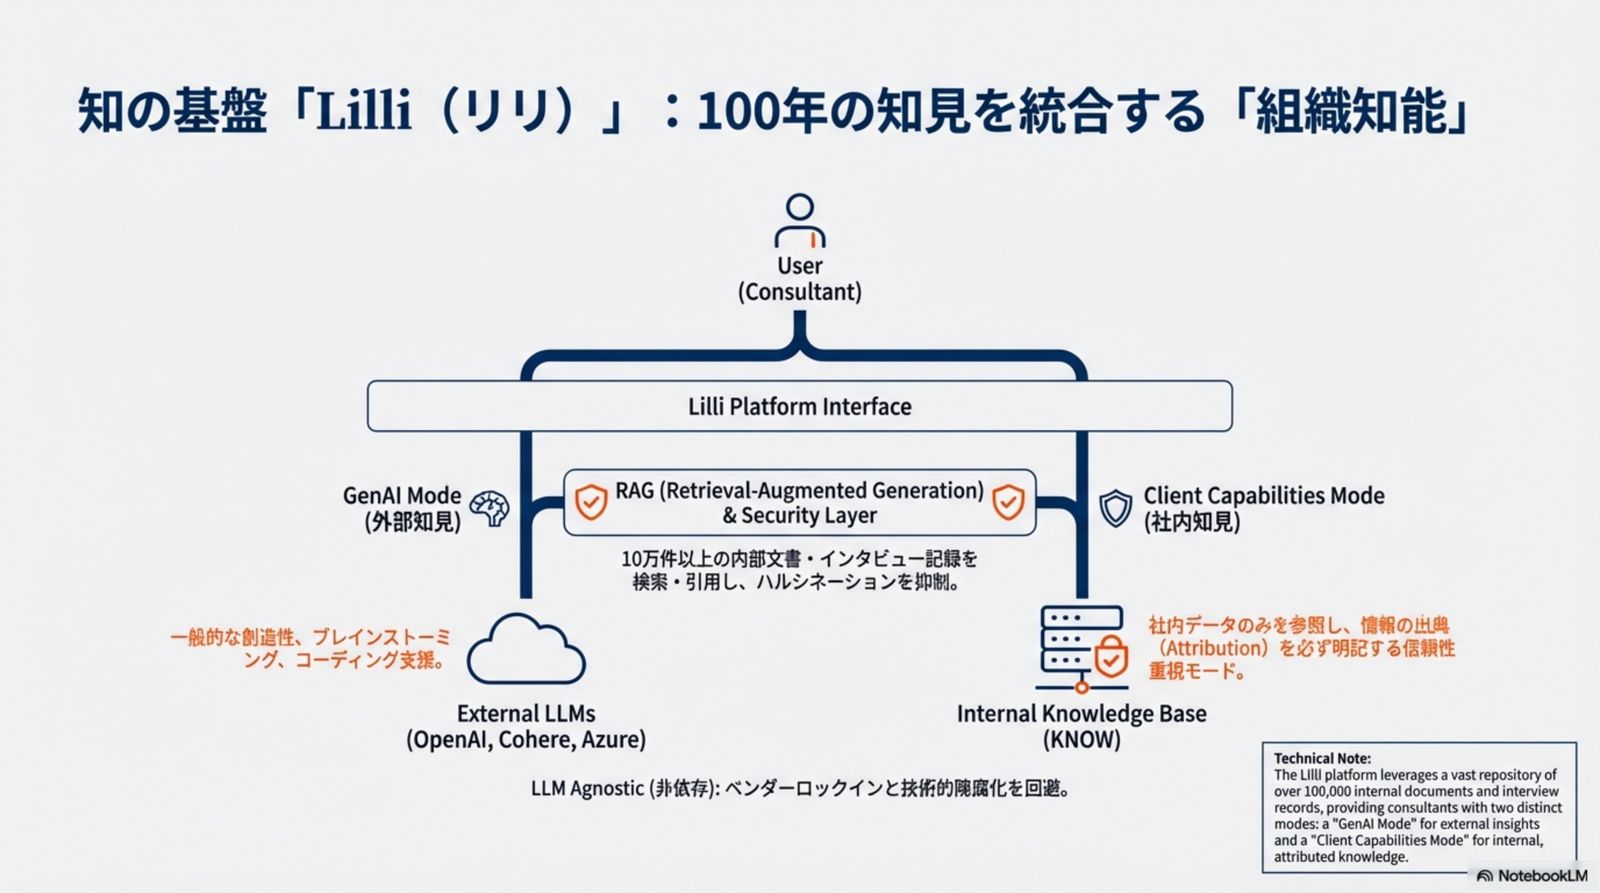 知の基盤「Lilli（リリ）」：100年の知見を統合する「組織知能」
User
(Consultant)
Lilli Platform Interface
GenAI Mode
(外部知見)
RAG (Retrieval-Augmented Generation)
& Security Layer
Client Capabilities Mode
(社内知見)
10万件以上の内部文書・インタビュー記録を
検索・引用し、ハルシネーションを抑制。
一般的な創造性、ブレインストーミ
ング、コーディング支援。
社内データのみを参照し、情報の出典
（Attribution）を必ず明記する信頼性
重視モード。
External LLMs
(OpenAI, Cohere, Azure)
Internal Knowledge Base
(KNOW)
LLM Agnostic (非依存): ベンダーロックインと技術的陳腐化を回避。
Technical Note:
The Lilli platform leverages a vast repository of
over 100,000 internal documents and interview
records, providing consultants with two distinct
modes: a "GenAI Mode" for external insights
and a "Client Capabilities Mode" for internal,
attributed knowledge.
NotebookLM